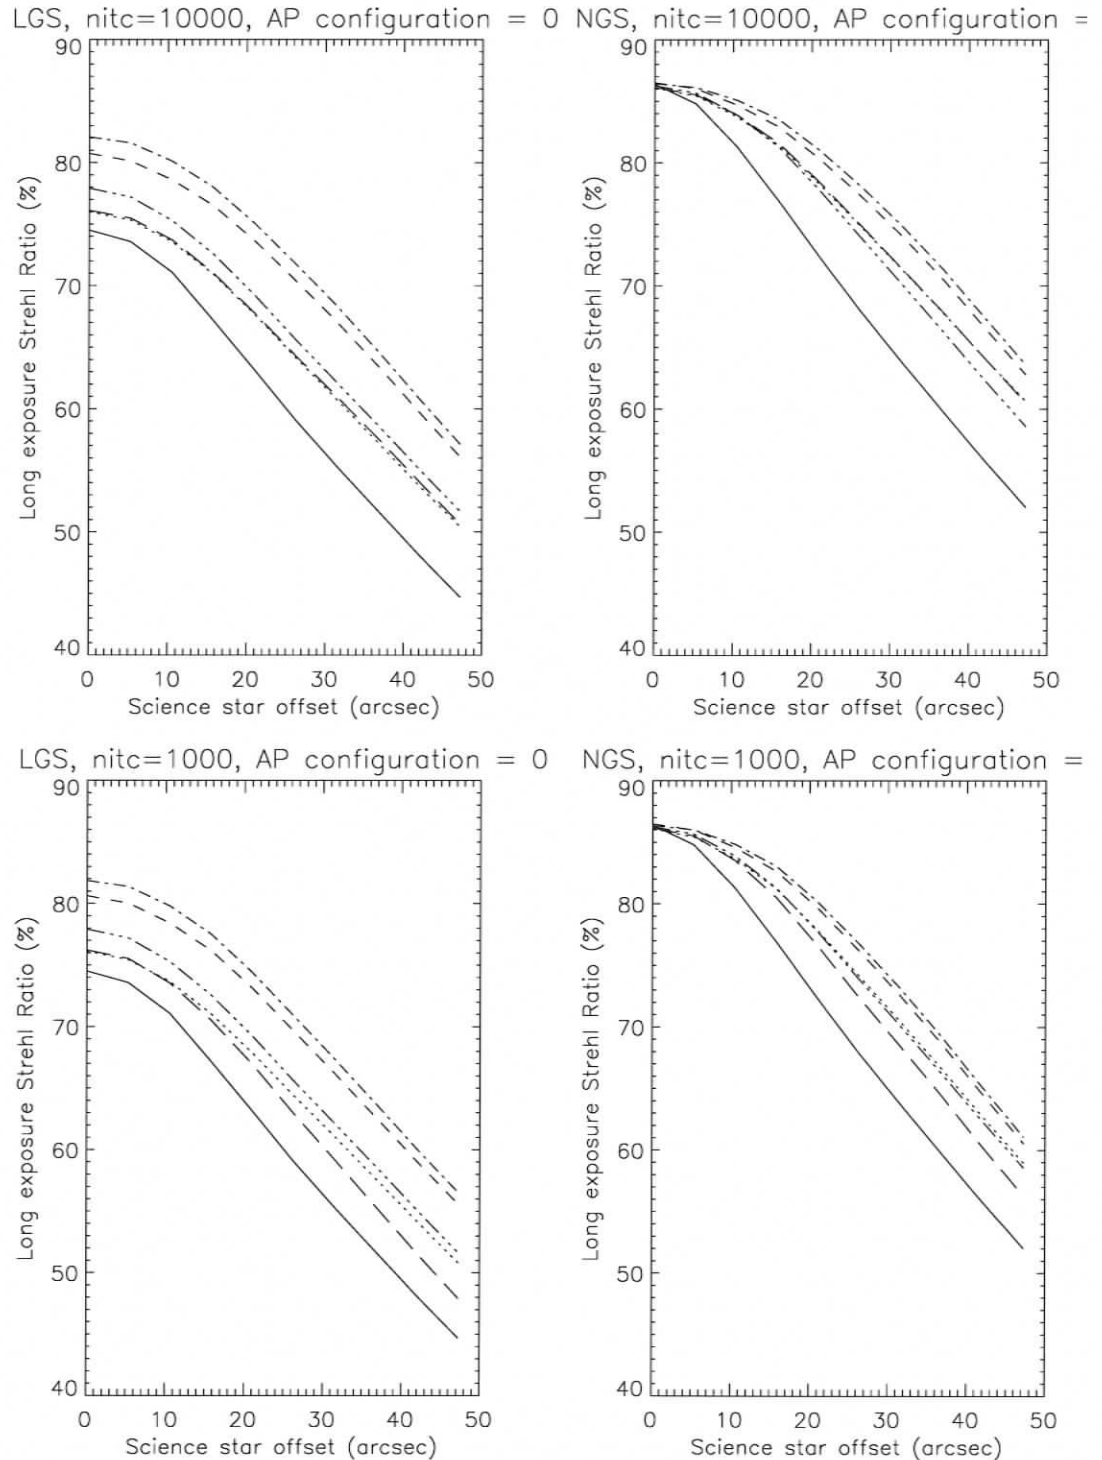 LGS, nitc=10000, AP configuration = 0
Long exposure Strehl Ratio (%)
90
80
70
60
50
40
0 10 20 30 40 50
Science star offset (arcsec)
NGS, nitc=10000, AP configuration =
Long exposure Strehl Ratio (%)
90
80
70
60
50
40
0 10 20 30 40 50
Science star offset (arcsec)
LGS, nitc=1000, AP configuration = 0
Long exposure Strehl Ratio (%)
90
80
70
60
50
40
0 10 20 30 40 50
Science star offset (arcsec)
NGS, nitc=1000, AP configuration =
Long exposure Strehl Ratio (%)
90
80
70
60
50
40
0 10 20 30 40 50
Science star offset (arcsec)